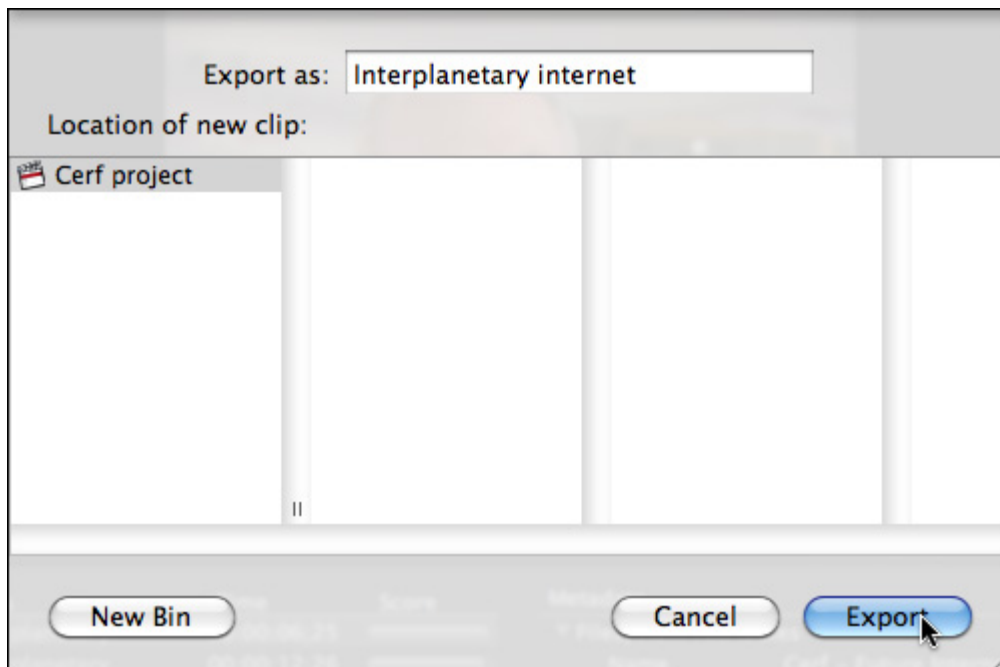 Export as: Interplanetary internet
Location of new clip:
Cerf project
New Bin Cancel Export